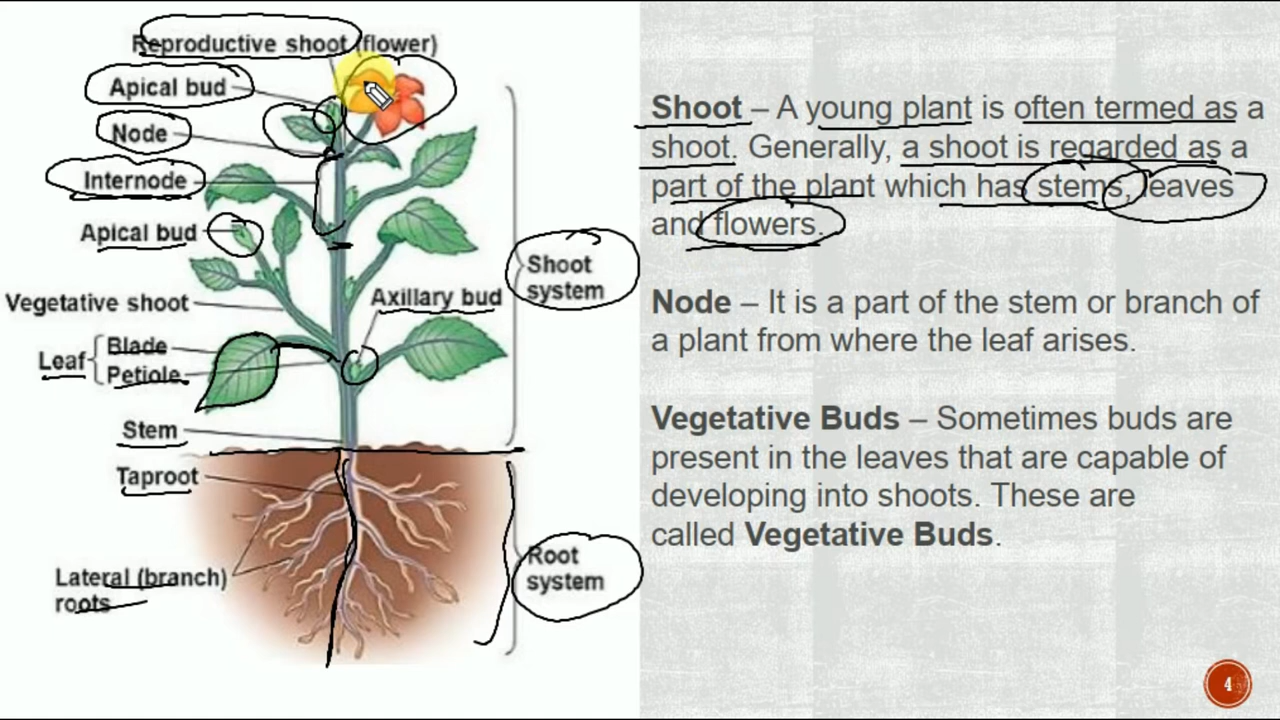 Reproductive shoot (flower)
Apical bud
Node
Internode
Apical bud
Vegetative shoot
Leaf
Blade
Petiole
Stem
Taproot
Lateral (branch)
roots
Axillary bud
Shoot
system
Root
system
Shoot – A young plant is often termed as a
shoot. Generally, a shoot is regarded as a
part of the plant which has stems, leaves
and flowers.
Node – It is a part of the stem or branch of
a plant from where the leaf arises.
Vegetative Buds – Sometimes buds are
present in the leaves that are capable of
developing into shoots. These are
called Vegetative Buds.
4